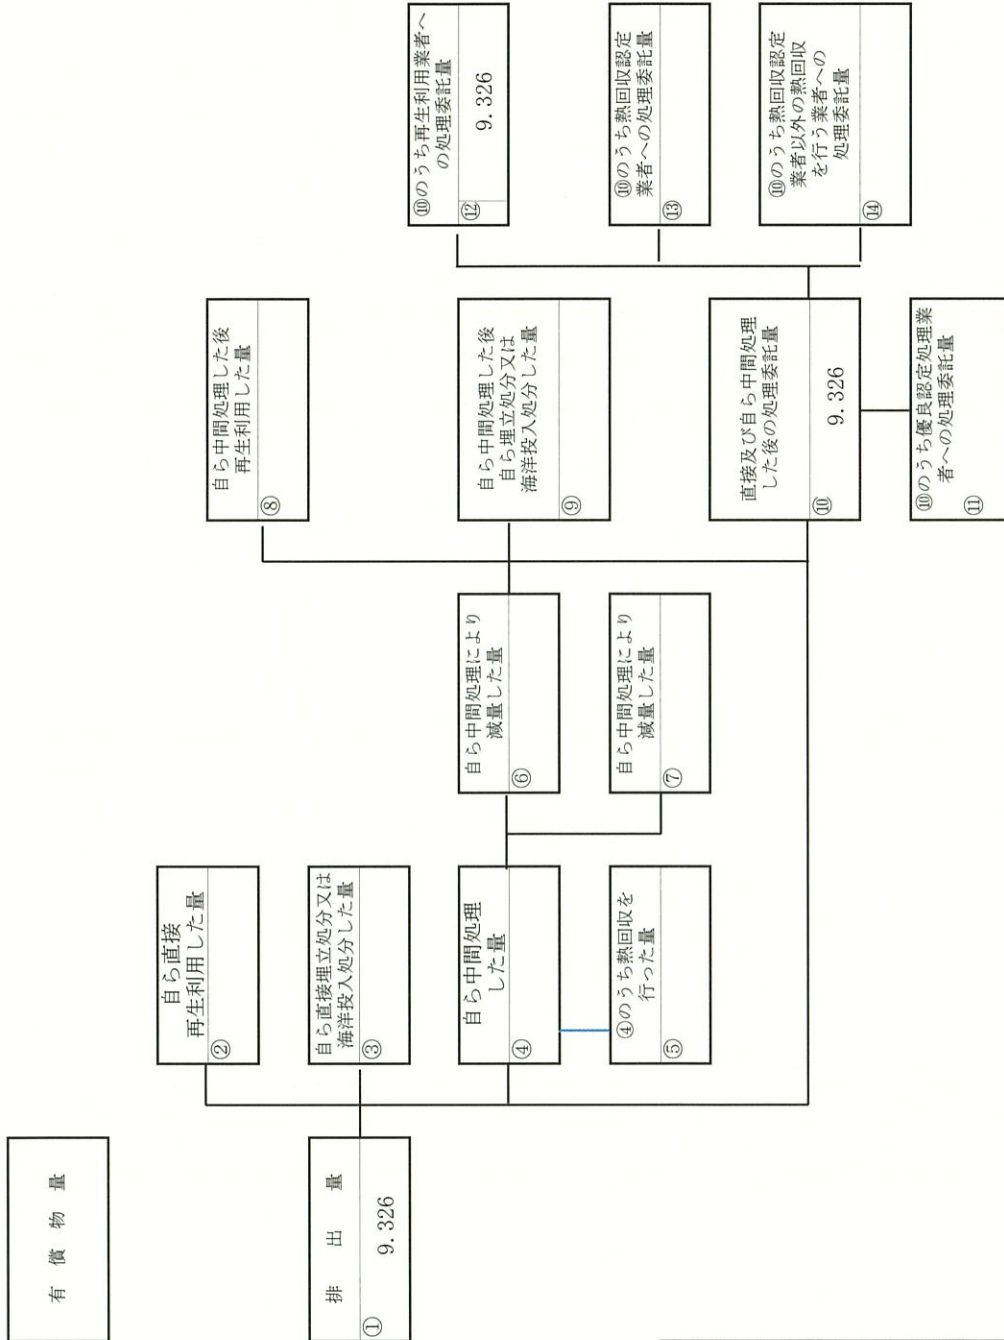 有償物量
排出量
①
9.326
自ら直接
再生利用した量
②
自ら直接埋立処分又は
海洋投入処分した量
③
自ら中間処理
した量
④
④のうち熱回収を
行った量
⑤
自ら中間処理により
減量した量
⑥
自ら中間処理により
減量した量
⑦
自ら中間処理した後
再生利用した量
⑧
自ら中間処理した後
自ら埋立処分又は
海洋投入処分した量
⑨
直接及び自ら中間処理
した後の処理委託量
⑩
9.326
⑩のうち優良認定処理業
者への処理委託量
⑪
⑩のうち再生利用業者へ
の処理委託量
⑫
9.326
⑩のうち熱回収認定
業者への処理委託量
⑬
⑩のうち熱回収認定
業者以外の熱回収
を行う業者への
処理委託量
⑭